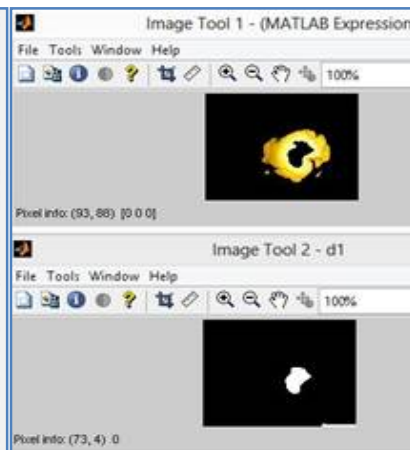 Image Tool 1 - (MATLAB Expression
File Tools Window Help
100%
Pixel info: (93, 88) [0 0 0]
Image Tool 2 - d1
File Tools Window Help
100%
Pixel info: (73, 4) 0